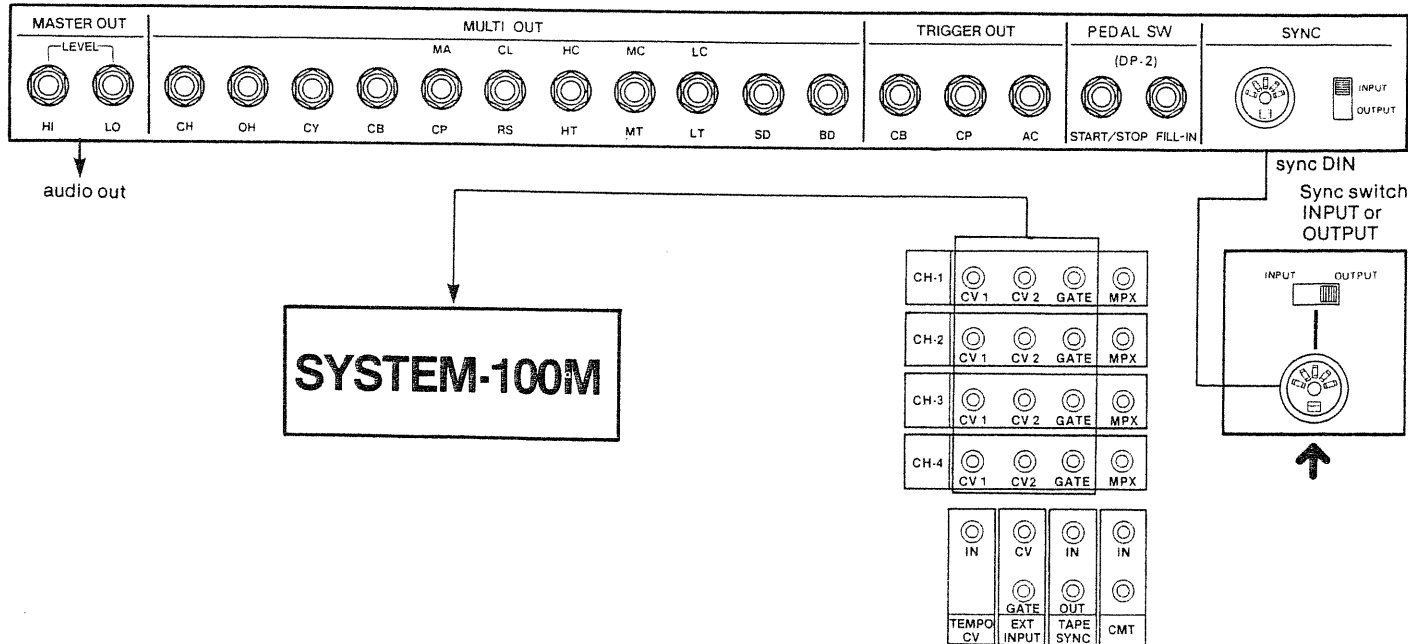 MASTER OUT MULTI OUT TRIGGER OUT PEDAL SW SYNC
LEVEL MA CL HC MC LC (DP-2)
INPUT
OUTPUT
HI LO CH OH CY CB CP RS HT MT LT SD BD CB CP AC START/STOP FILL-IN
audio out
sync DIN
Sync switch
INPUT or
OUTPUT
INPUT OUTPUT
SYSTEM-100M
CH-1 CV 1 CV 2 GATE MPX
CH-2 CV 1 CV 2 GATE MPX
CH-3 CV 1 CV 2 GATE MPX
CH-4 CV 1 CV2 GATE MPX
IN CV IN IN
GATE OUT
TEMPO CV EXT INPUT TAPE SYNC CMT